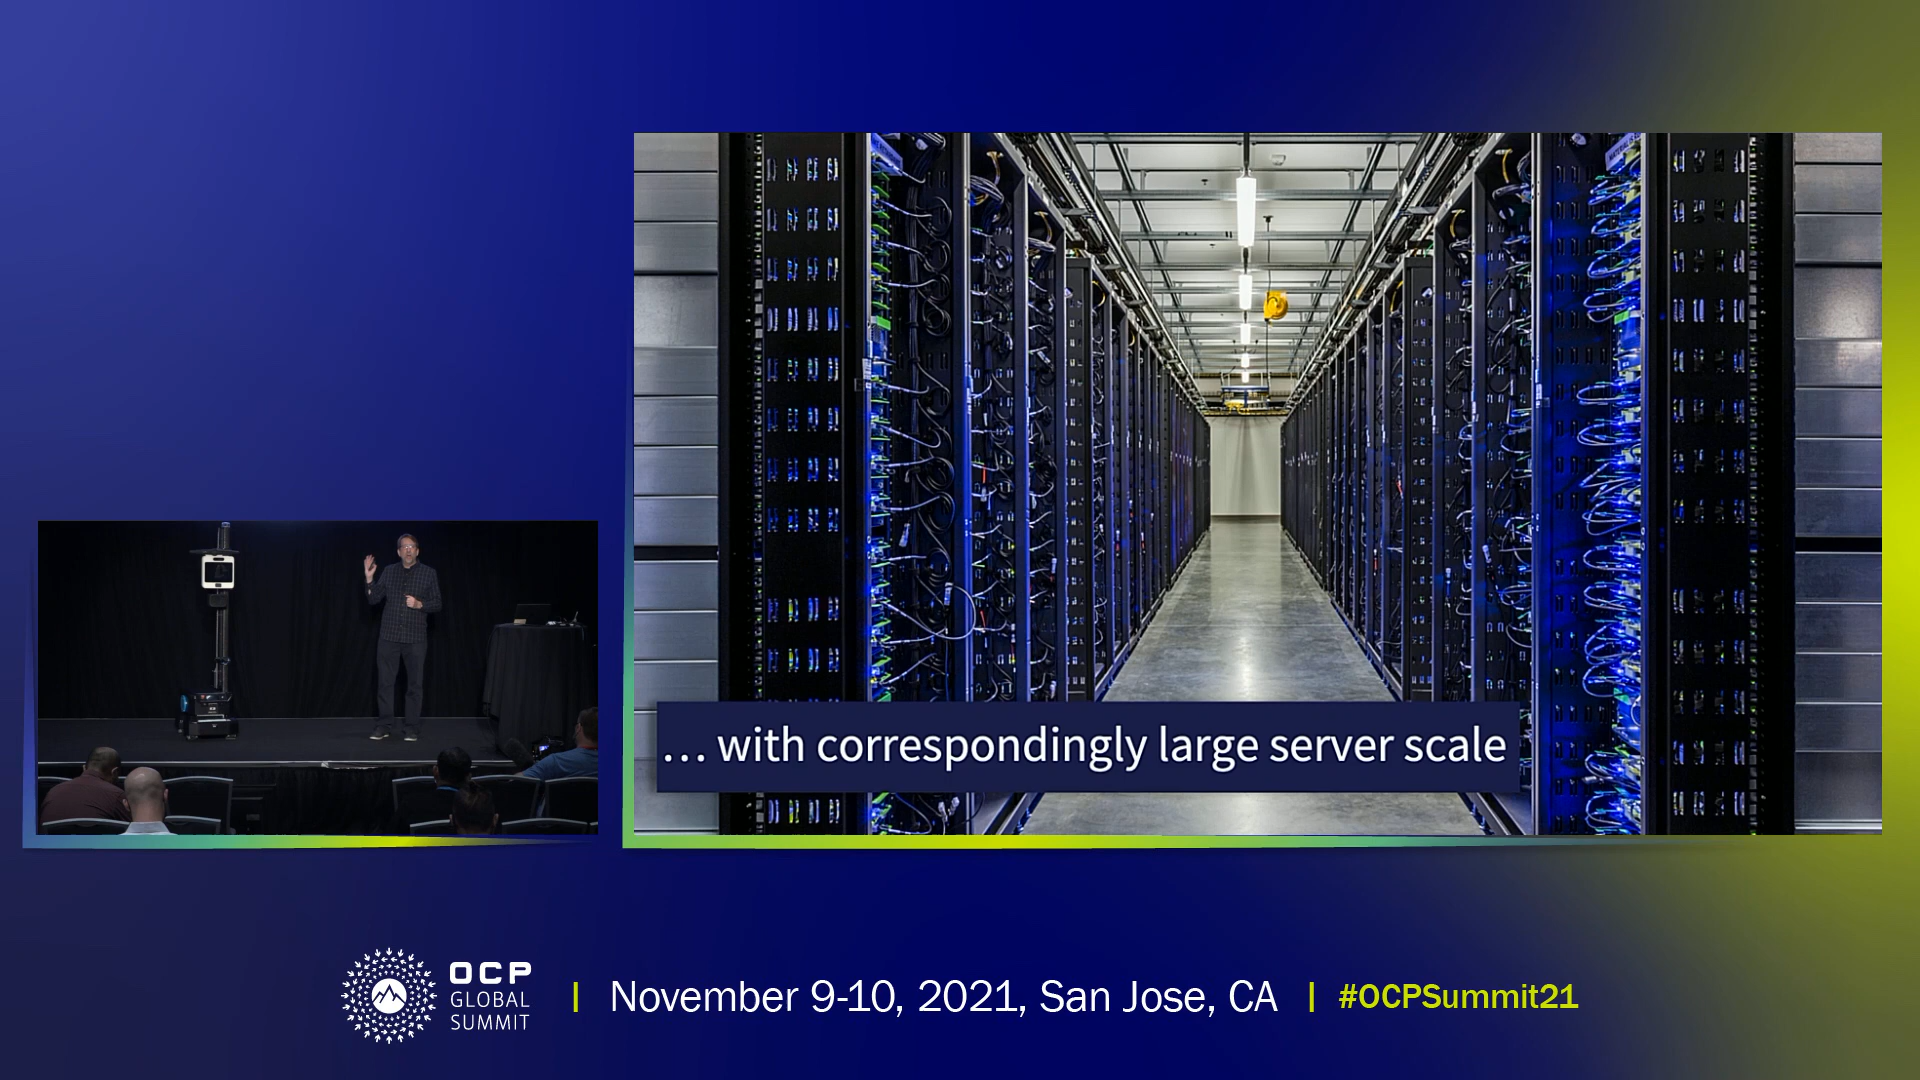 … with correspondingly large server scale
OCP
GLOBAL
SUMMIT
November 9-10, 2021, San Jose, CA
#OCPSummit21